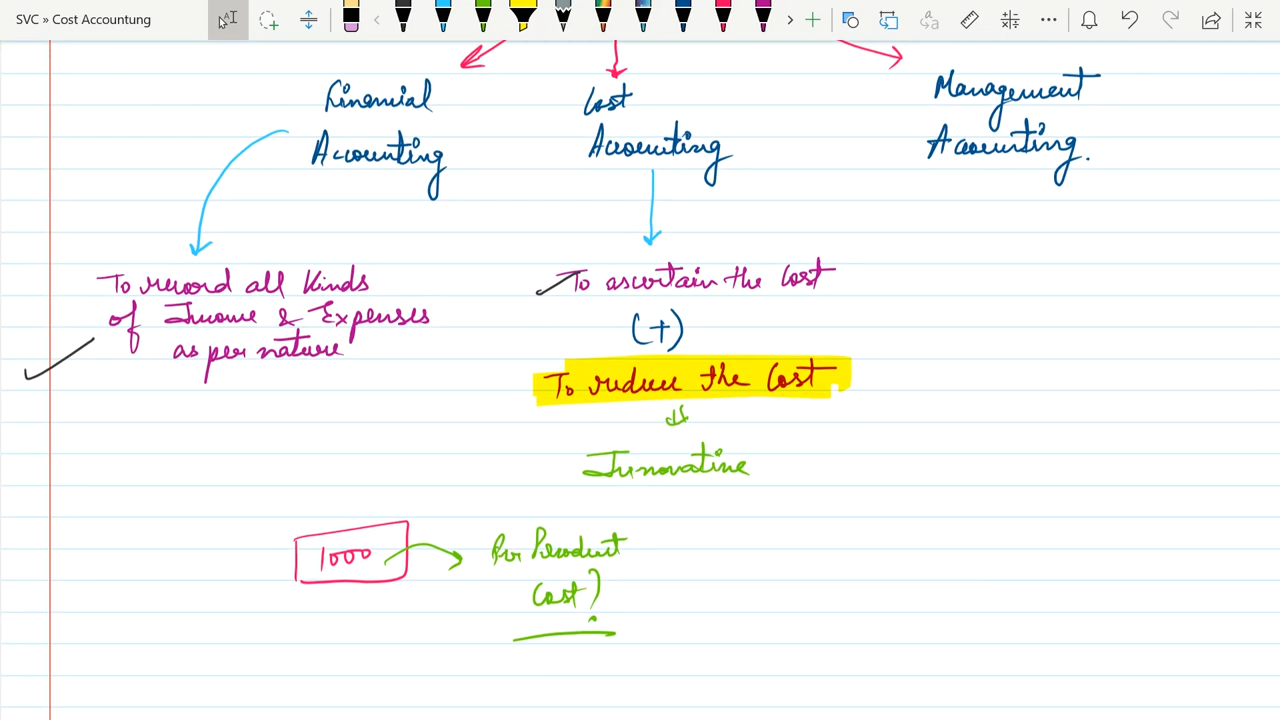 SVC » Cost Accountung
Financial
Accounting
Cost
Accounting
Management
Accounting.
To record all Kinds
of Income & Expenses
as per nature
To ascertain the Cost
(+)
To reduce the Cost
Innovative
1000
Per Product
Cost?